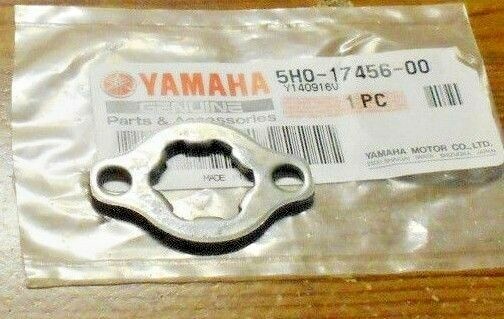 YAMAHA 5H0-17456-00
Y140916U
GENUINE
Parts & Accessories
1 PC
MADE
YAMAHA MOTOR CO., LTD.